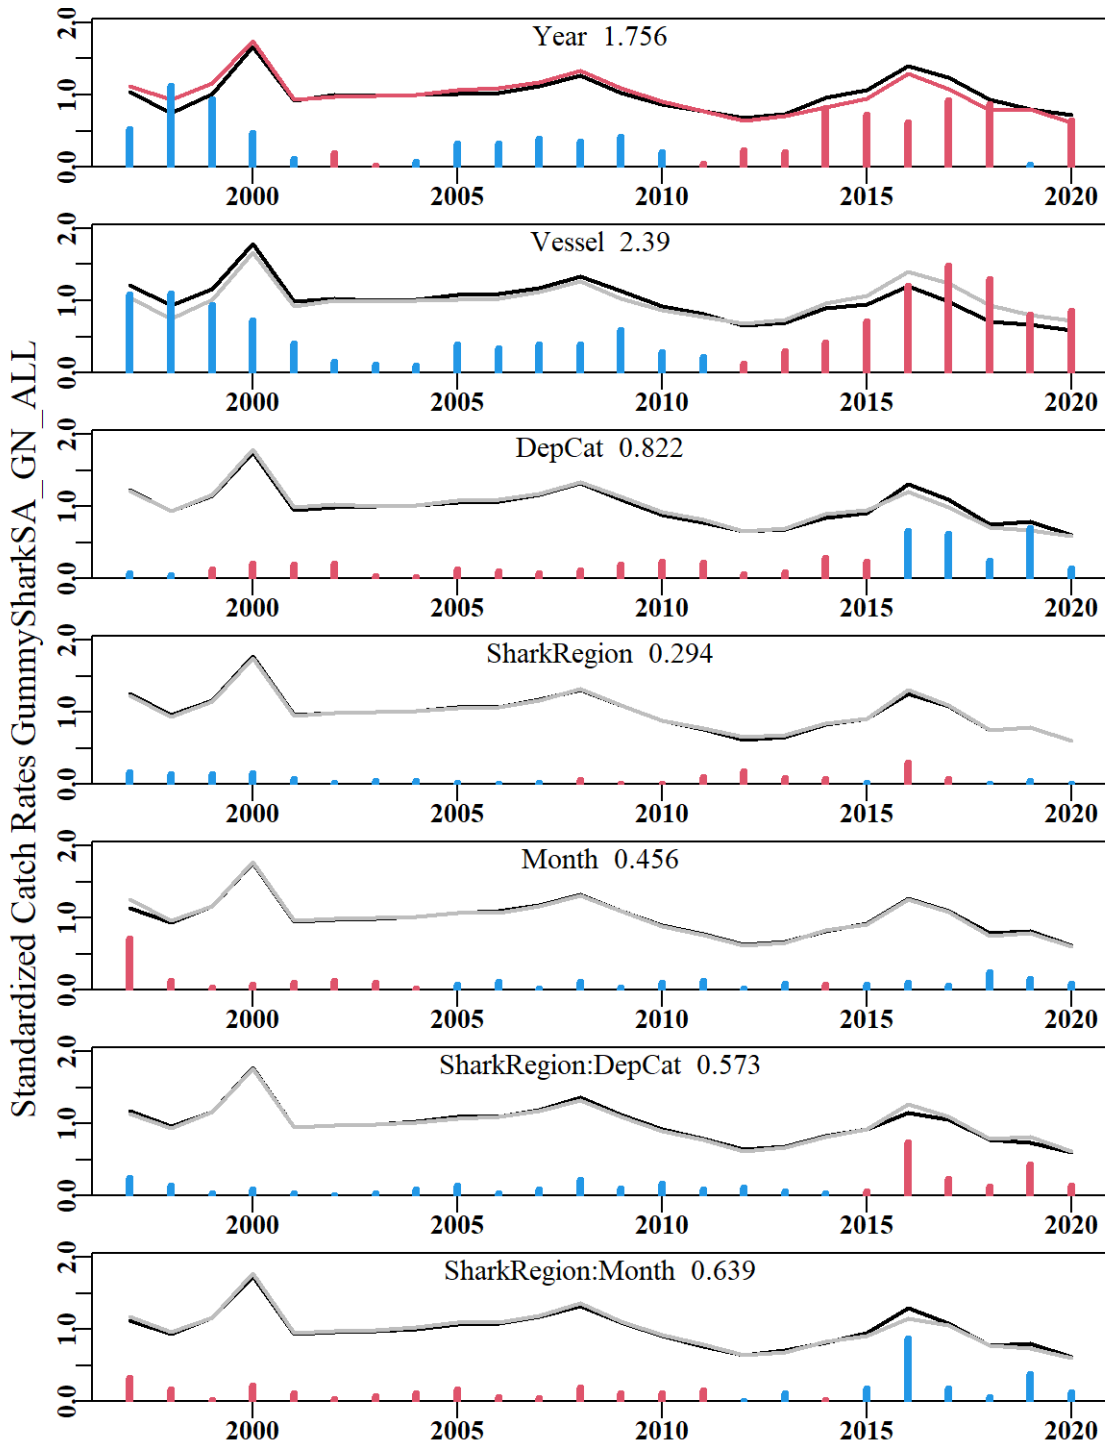 Standardized Catch Rates GummySharkSA_GN_ALL
Year 1.756
0.0 1.0 2.0
2000 2005 2010 2015 2020
Vessel 2.39
0.0 1.0 2.0
2000 2005 2010 2015 2020
DepCat 0.822
0.0 1.0 2.0
2000 2005 2010 2015 2020
SharkRegion 0.294
0.0 1.0 2.0
2000 2005 2010 2015 2020
Month 0.456
0.0 1.0 2.0
2000 2005 2010 2015 2020
SharkRegion:DepCat 0.573
0.0 1.0 2.0
2000 2005 2010 2015 2020
SharkRegion:Month 0.639
0.0 1.0 2.0
2000 2005 2010 2015 2020